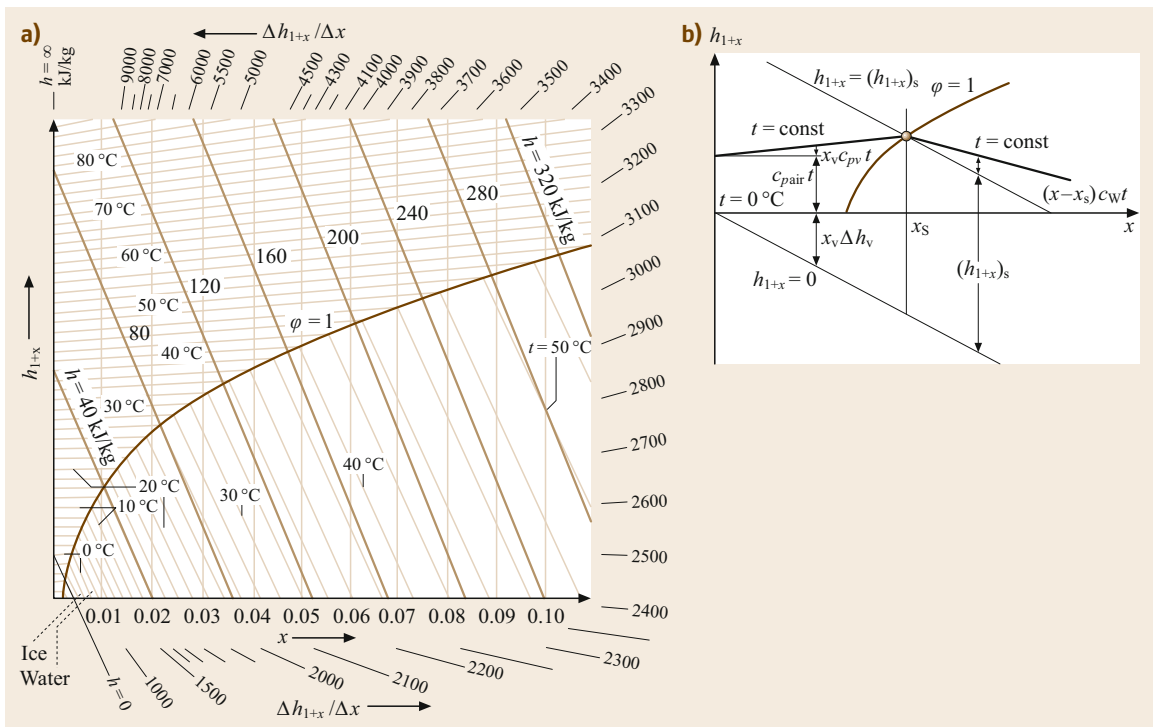 a)
Δh1+x/Δx
h = ∞
kJ/kg
9000
8000
7000
6000
5500
5000
4500
4300
4100
4000
3900
3800
3700
3600
3500
3400
3300
3200
3100
3000
2900
2800
2700
2600
2500
2400
2300
2200
2100
2000
1500
1000
h = 0
80 °C
70 °C
60 °C
50 °C
40 °C
30 °C
20 °C
10 °C
0 °C
h = 40 kJ/kg
80
120
160
200
240
280
h = 320 kJ/kg
φ = 1
t = 50 °C
40 °C
30 °C
h1+x
0.01 0.02 0.03 0.04 0.05 0.06 0.07 0.08 0.09 0.10
x
Ice
Water
Δh1+x/Δx
b)
h1+x
h1+x = (h1+x)s
φ = 1
t = const
t = const
xv cpv t
cpair t
t = 0 °C
(x – xs) cW t
x
xS
xv Δhv
h1+x = 0
(h1+x)s